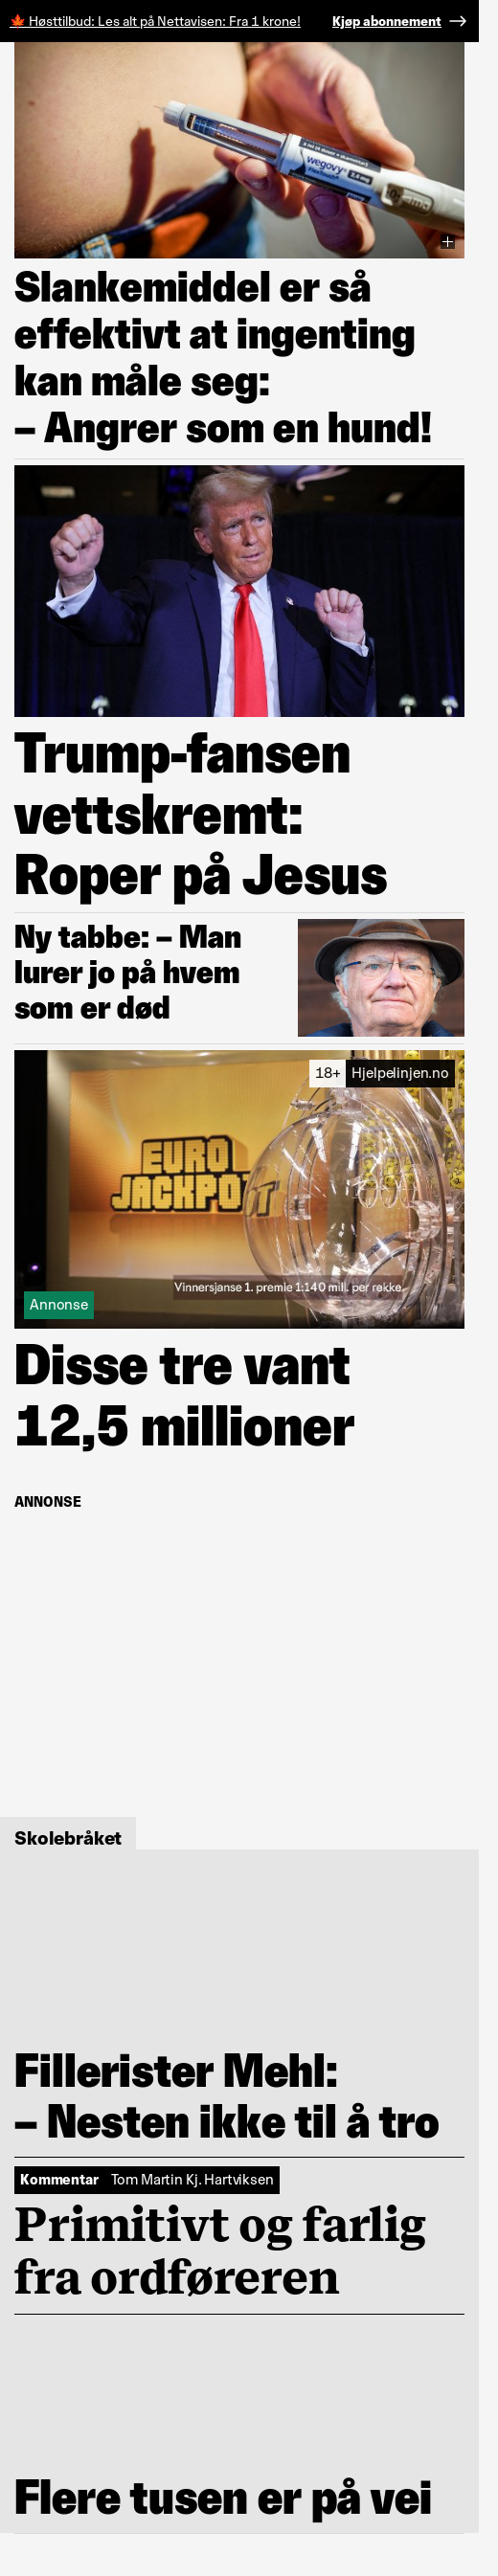 🍁 Høsttilbud: Les alt på Nettavisen: Fra 1 krone! Kjøp abonnement →
wegovy
Slankemiddel er så
effektivt at ingenting
kan måle seg:
– Angrer som en hund!
Trump-fansen
vettskremt:
Roper på Jesus
Ny tabbe: – Man
lurer jo på hvem
som er død
18+ Hjelpelinjen.no
EURO
JACKPOT
Vinnersjanse 1. premie 1:140 mill. per rekke.
Annonse
Disse tre vant
12,5 millioner
ANNONSE
Skolebråket
Fillerister Mehl:
– Nesten ikke til å tro
Kommentar Tom Martin Kj. Hartviksen
Primitivt og farlig
fra ordføreren
Flere tusen er på vei